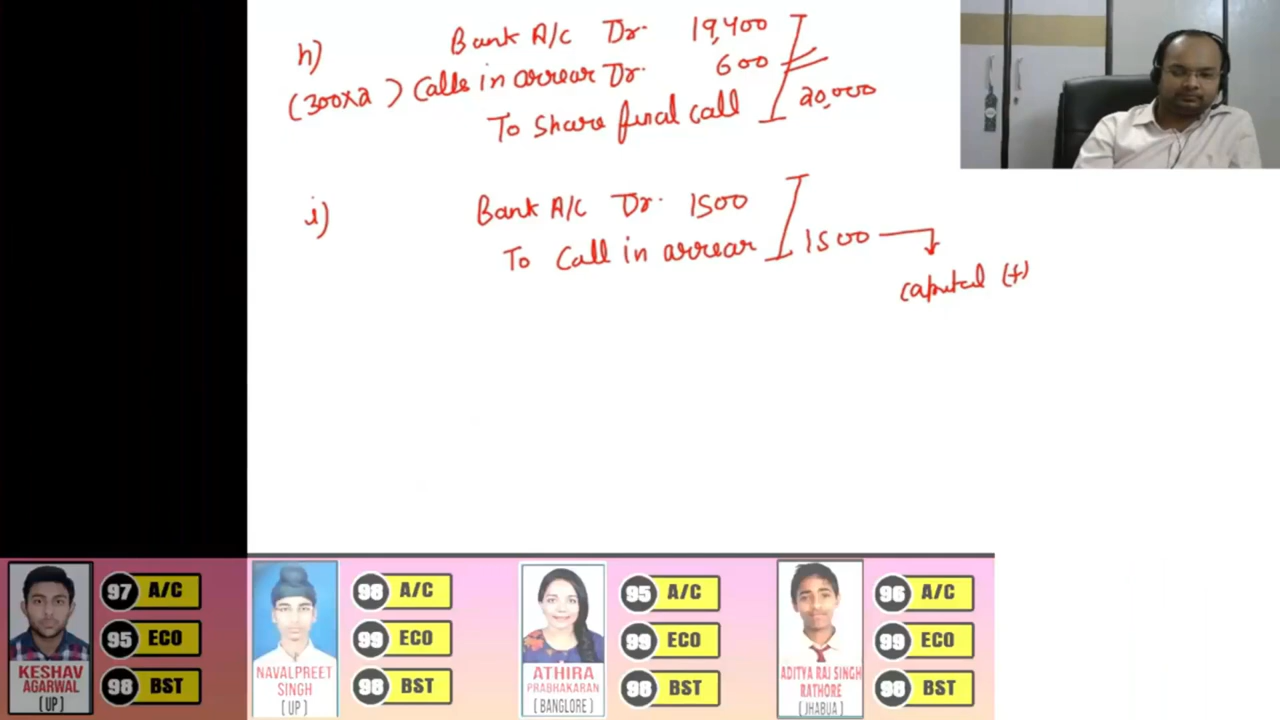 h) Bank A/c Dr. 19,400
(300x2) Calls in arrear Dr. 600
To Share final call 20,000
i) Bank A/c Dr. 1500
To Call in arrear 1500
Capital (+)
97 A/C
95 ECO
98 BST
KESHAV
AGARWAL
(UP)
98 A/C
99 ECO
98 BST
NAVALPREET
SINGH
(UP)
95 A/C
99 ECO
98 BST
ATHIRA
PRABHAKARAN
(BANGLORE)
96 A/C
99 ECO
98 BST
ADITYA RAJ SINGH
RATHORE
(JHABUA)